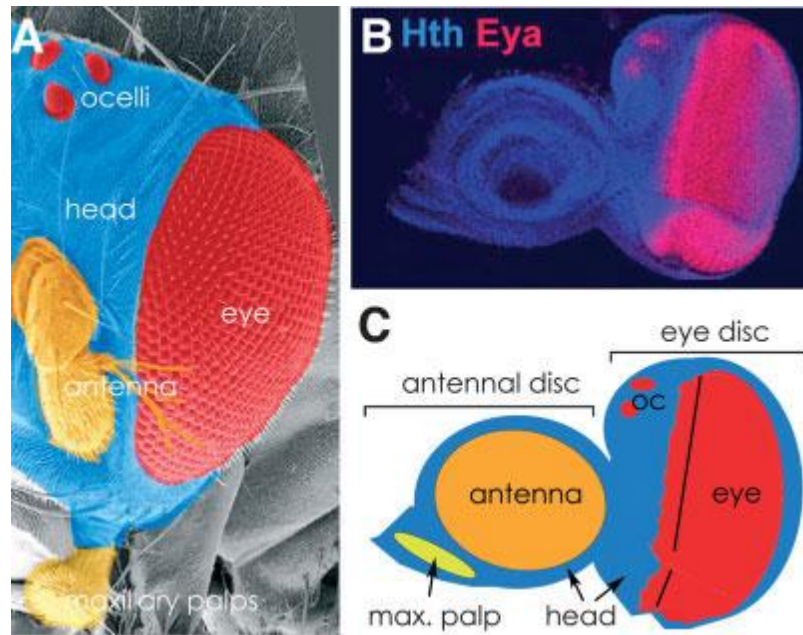 A
ocelli
head
eye
antenna
maxillary palps
B Hth Eya
C
eye disc
antennal disc
oc
antenna
eye
max. palp
head